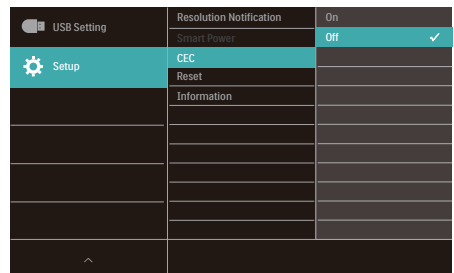 USB Setting
Setup
Resolution Notification
Smart Power
CEC
Reset
Information
On
Off